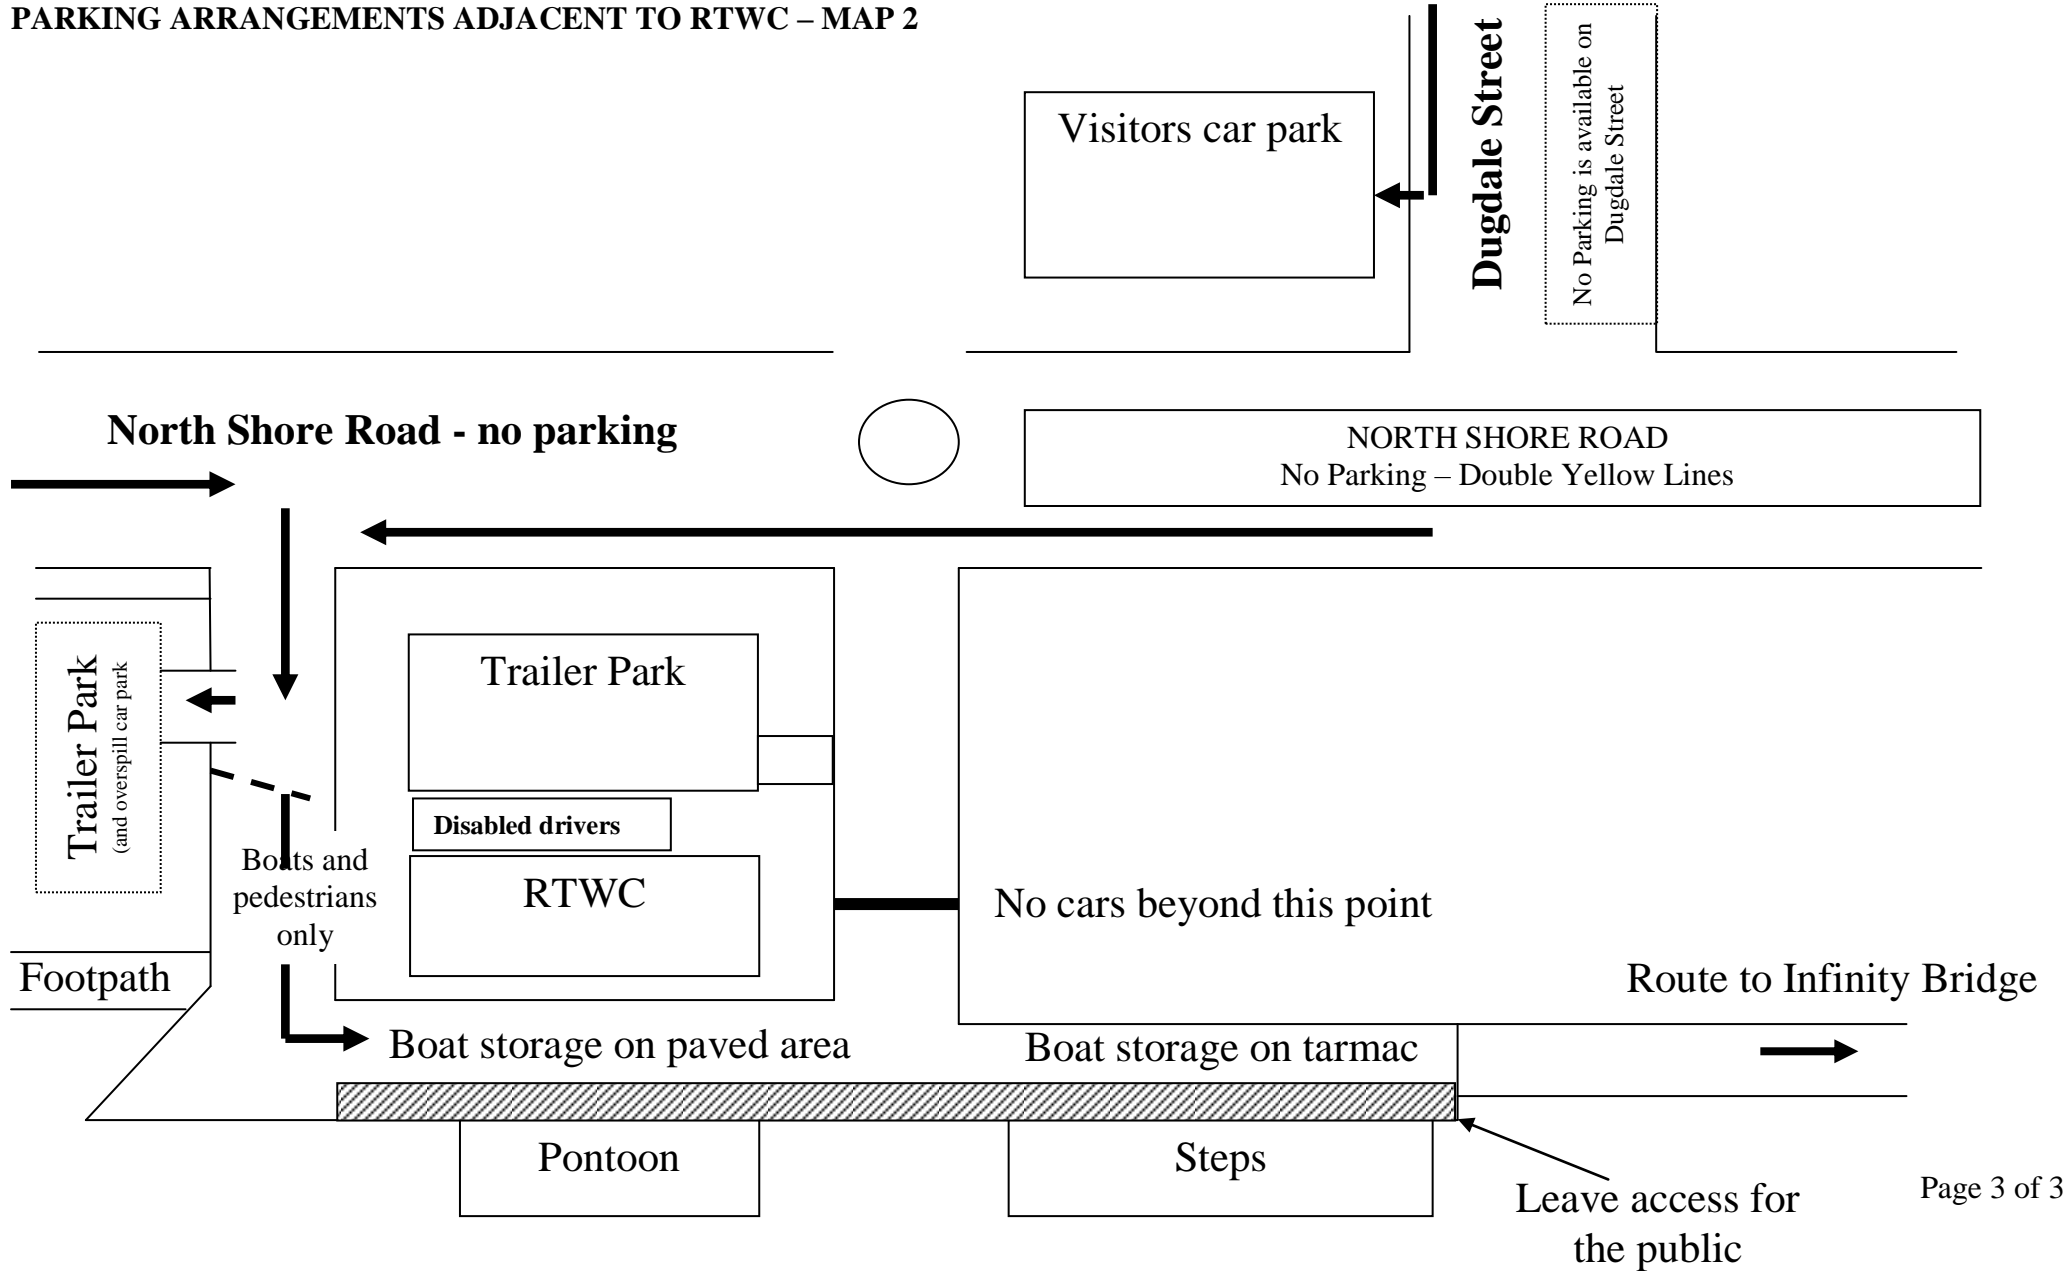 PARKING ARRANGEMENTS ADJACENT TO RTWC – MAP 2
Visitors car park
Dugdale Street
No Parking is available on
Dugdale Street
North Shore Road - no parking
NORTH SHORE ROAD
No Parking – Double Yellow Lines
Trailer Park
(and overspill car park
Trailer Park
Disabled drivers
RTWC
Boats and
pedestrians
only
No cars beyond this point
Footpath
Route to Infinity Bridge
Boat storage on paved area
Boat storage on tarmac
Pontoon
Steps
Leave access for
the public
Page 3 of 3